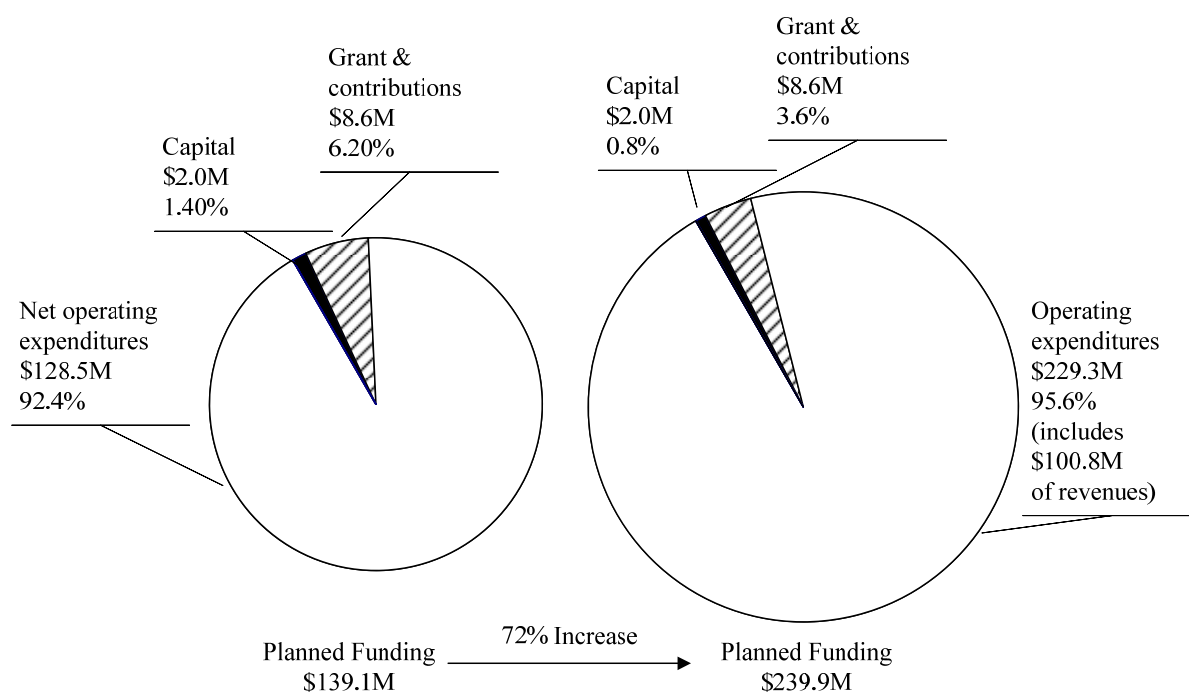 Grant &
contributions
$8.6M
6.20%
Capital
$2.0M
1.40%
Net operating
expenditures
$128.5M
92.4%
Planned Funding
$139.1M
72% Increase
Grant &
contributions
$8.6M
3.6%
Capital
$2.0M
0.8%
Operating
expenditures
$229.3M
95.6%
(includes
$100.8M
of revenues)
Planned Funding
$239.9M